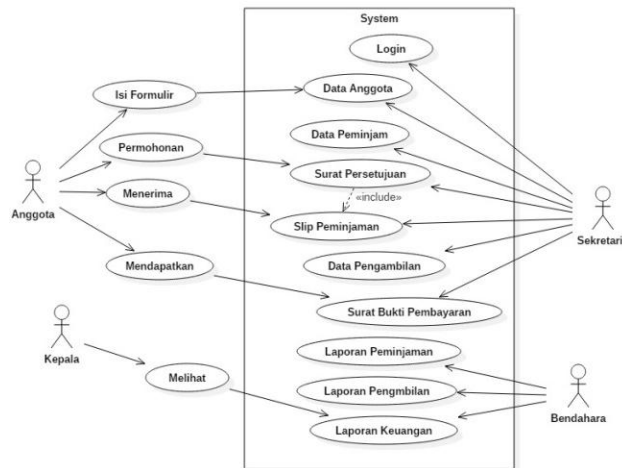 System
Login
Isi Formulir
Data Anggota
Data Peminjam
Permohonan
Surat Persetujuan
Menerima
«include»
Anggota
Slip Peminjaman
Sekretari
Mendapatkan
Data Pengambilan
Surat Bukti Pembayaran
Kepala
Laporan Peminjaman
Melihat
Laporan Pengmbilan
Bendahara
Laporan Keuangan